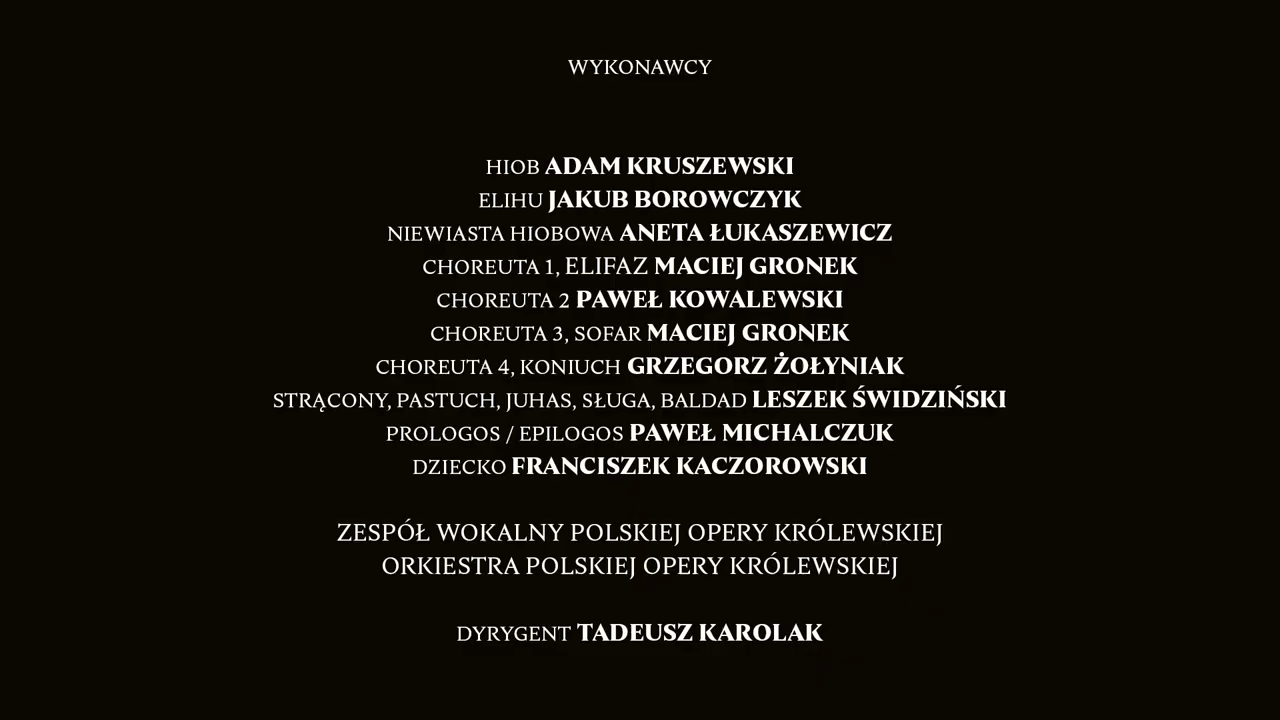 WYKONAWCY
HIOB ADAM KRUSZEWSKI
ELIHU JAKUB BOROWCZYK
NIEWIASTA HIOBOWA ANETA ŁUKASZEWICZ
CHOREUTA 1, ELIFAZ MACIEJ GRONEK
CHOREUTA 2 PAWEŁ KOWALEWSKI
CHOREUTA 3, SOFAR MACIEJ GRONEK
CHOREUTA 4, KONIUCH GRZEGORZ ŻOŁYNIAK
STRĄCONY, PASTUCH, JUHAS, SŁUGA, BALDAD LESZEK ŚWIDZIŃSKI
PROLOGOS / EPILOGOS PAWEŁ MICHALCZUK
DZIECKO FRANCISZEK KACZOROWSKI
ZESPÓŁ WOKALNY POLSKIEJ OPERY KRÓLEWSKIEJ
ORKIESTRA POLSKIEJ OPERY KRÓLEWSKIEJ
DYRYGENT TADEUSZ KAROLAK